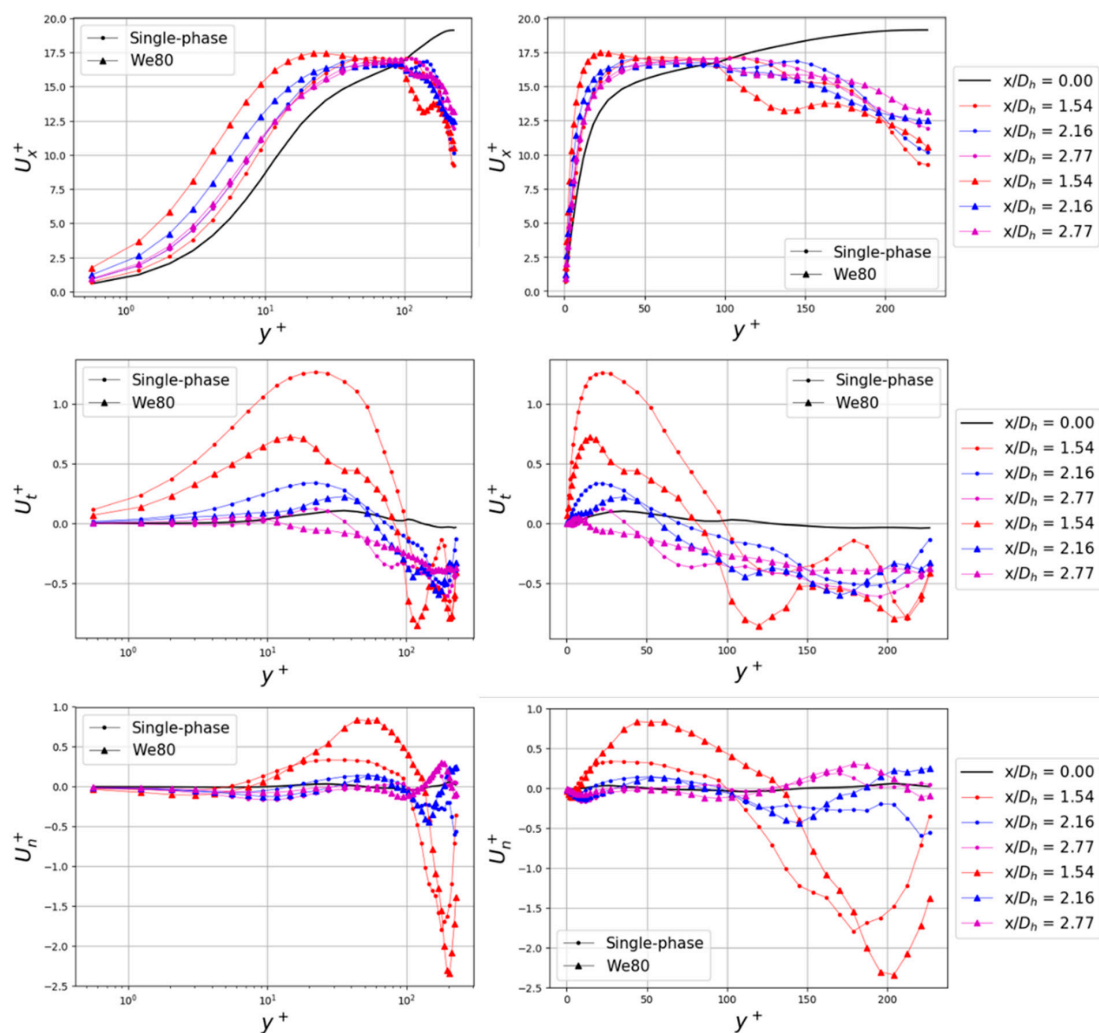 20.0
17.5
15.0
12.5
10.0
7.5
5.0
2.5
0.0
U_x^+
Single-phase
We80
10^0
10^1
10^2
y^+
20.0
17.5
15.0
12.5
10.0
7.5
5.0
2.5
0.0
U_x^+
Single-phase
We80
0
50
100
150
200
y^+
x/D_h = 0.00
x/D_h = 1.54
x/D_h = 2.16
x/D_h = 2.77
x/D_h = 1.54
x/D_h = 2.16
x/D_h = 2.77
1.0
0.5
0.0
−0.5
U_t^+
Single-phase
We80
10^0
10^1
10^2
y^+
1.0
0.5
0.0
−0.5
U_t^+
Single-phase
We80
0
50
100
150
200
y^+
x/D_h = 0.00
x/D_h = 1.54
x/D_h = 2.16
x/D_h = 2.77
x/D_h = 1.54
x/D_h = 2.16
x/D_h = 2.77
1.0
0.5
0.0
−0.5
−1.0
−1.5
−2.0
−2.5
U_n^+
Single-phase
We80
10^0
10^1
10^2
y^+
1.0
0.5
0.0
−0.5
−1.0
−1.5
−2.0
−2.5
U_n^+
Single-phase
We80
0
50
100
150
200
y^+
x/D_h = 0.00
x/D_h = 1.54
x/D_h = 2.16
x/D_h = 2.77
x/D_h = 1.54
x/D_h = 2.16
x/D_h = 2.77